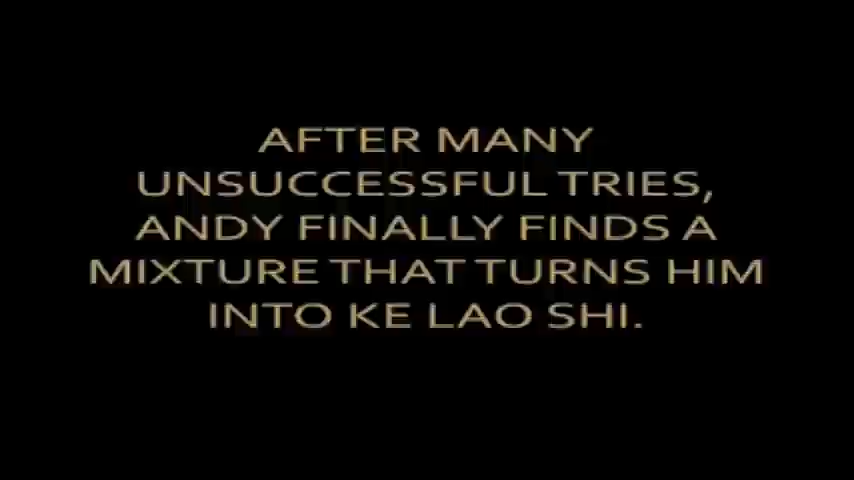 AFTER MANY
UNSUCCESSFUL TRIES,
ANDY FINALLY FINDS A
MIXTURE THAT TURNS HIM
INTO KE LAO SHI.